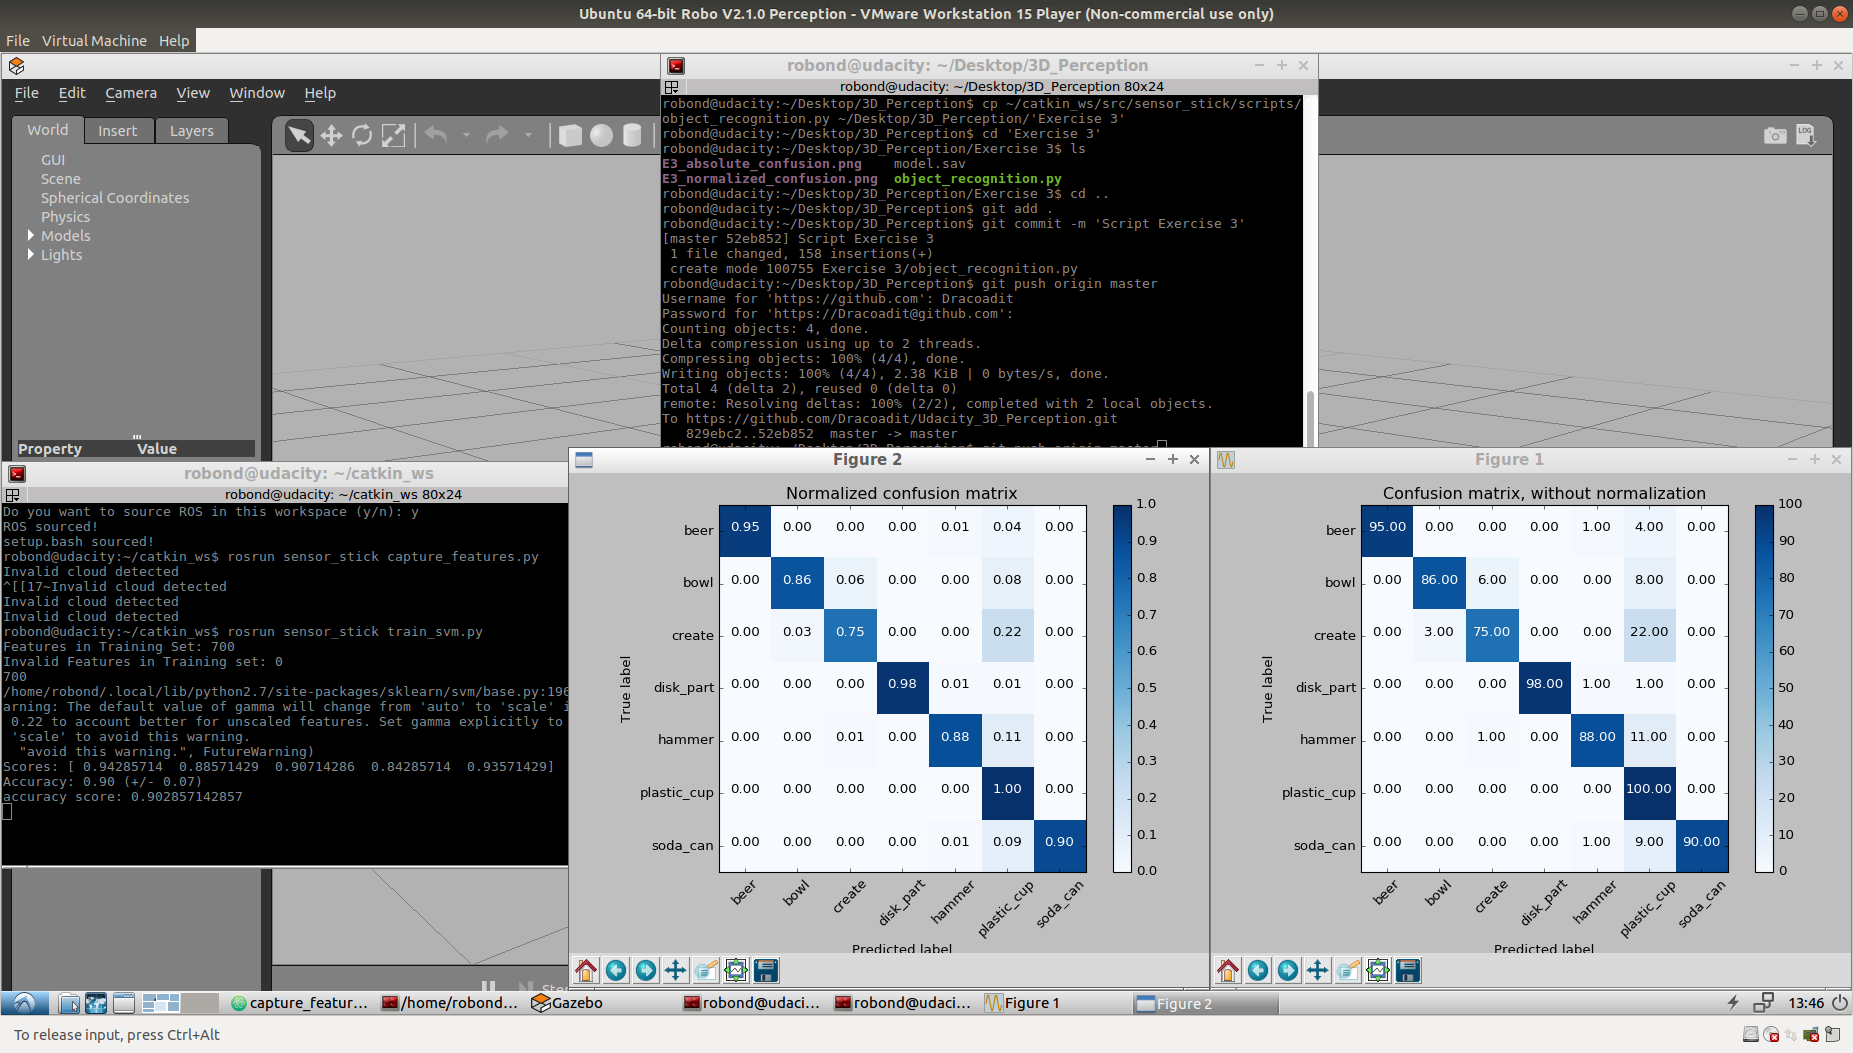 Ubuntu 64-bit Robo V2.1.0 Perception - VMware Workstation 15 Player (Non-commercial use only)
File Virtual Machine Help
File Edit Camera View Window Help
World Insert Layers
LOG
GUI
Scene
Spherical Coordinates
Physics
Models
Lights
Property Value
robond@udacity: ~/Desktop/3D_Perception
robond@udacity: ~/Desktop/3D_Perception 80x24
robond@udacity:~/Desktop/3D_Perception$ cp ~/catkin_ws/src/sensor_stick/scripts/
object_recognition.py ~/Desktop/3D_Perception/'Exercise 3'
robond@udacity:~/Desktop/3D_Perception$ cd 'Exercise 3'
robond@udacity:~/Desktop/3D_Perception/Exercise 3$ ls
E3_absolute_confusion.png model.sav
E3_normalized_confusion.png object_recognition.py
robond@udacity:~/Desktop/3D_Perception/Exercise 3$ cd ..
robond@udacity:~/Desktop/3D_Perception$ git add .
robond@udacity:~/Desktop/3D_Perception$ git commit -m 'Script Exercise 3'
[master 52eb852] Script Exercise 3
1 file changed, 158 insertions(+)
create mode 100755 Exercise 3/object_recognition.py
robond@udacity:~/Desktop/3D_Perception$ git push origin master
Username for 'https://github.com': Dracoadit
Password for 'https://Dracoadit@github.com':
Counting objects: 4, done.
Delta compression using up to 2 threads.
Compressing objects: 100% (4/4), done.
Writing objects: 100% (4/4), 2.38 KiB | 0 bytes/s, done.
Total 4 (delta 2), reused 0 (delta 0)
remote: Resolving deltas: 100% (2/2), completed with 2 local objects.
To https://github.com/Dracoadit/Udacity_3D_Perception.git
829ebc2..52eb852 master -> master
robond@udacity:~/Desktop/3D_Perception$ git push origin master
robond@udacity: ~/catkin_ws
robond@udacity: ~/catkin_ws 80x24
Do you want to source ROS in this workspace (y/n): y
ROS sourced!
setup.bash sourced!
robond@udacity:~/catkin_ws$ rosrun sensor_stick capture_features.py
Invalid cloud detected
^[[17~Invalid cloud detected
Invalid cloud detected
Invalid cloud detected
robond@udacity:~/catkin_ws$ rosrun sensor_stick train_svm.py
Features in Training Set: 700
Invalid Features in Training set: 0
700
/home/robond/.local/lib/python2.7/site-packages/sklearn/svm/base.py:196
arning: The default value of gamma will change from 'auto' to 'scale' i
0.22 to account better for unscaled features. Set gamma explicitly to
'scale' to avoid this warning.
"avoid this warning.", FutureWarning)
Scores: [ 0.94285714 0.88571429 0.90714286 0.84285714 0.93571429]
Accuracy: 0.90 (+/- 0.07)
accuracy score: 0.902857142857
Figure 2
Normalized confusion matrix
True label
beer 0.95 0.00 0.00 0.00 0.01 0.04 0.00
bowl 0.00 0.86 0.06 0.00 0.00 0.08 0.00
create 0.00 0.03 0.75 0.00 0.00 0.22 0.00
disk_part 0.00 0.00 0.00 0.98 0.01 0.01 0.00
hammer 0.00 0.00 0.01 0.00 0.88 0.11 0.00
plastic_cup 0.00 0.00 0.00 0.00 0.00 1.00 0.00
soda_can 0.00 0.00 0.00 0.00 0.01 0.09 0.90
beer bowl create disk_part hammer plastic_cup soda_can
Predicted label
1.0
0.9
0.8
0.7
0.6
0.5
0.4
0.3
0.2
0.1
0.0
Figure 1
Confusion matrix, without normalization
True label
beer 95.00 0.00 0.00 0.00 1.00 4.00 0.00
bowl 0.00 86.00 6.00 0.00 0.00 8.00 0.00
create 0.00 3.00 75.00 0.00 0.00 22.00 0.00
disk_part 0.00 0.00 0.00 98.00 1.00 1.00 0.00
hammer 0.00 0.00 1.00 0.00 88.00 11.00 0.00
plastic_cup 0.00 0.00 0.00 0.00 0.00 100.00 0.00
soda_can 0.00 0.00 0.00 0.00 1.00 9.00 90.00
beer bowl create disk_part hammer plastic_cup soda_can
Predicted label
100
90
80
70
60
50
40
30
20
10
0
Step
capture_featur... /home/robond... Gazebo robond@udaci... robond@udaci... Figure 1 Figure 2 13:46
To release input, press Ctrl+Alt